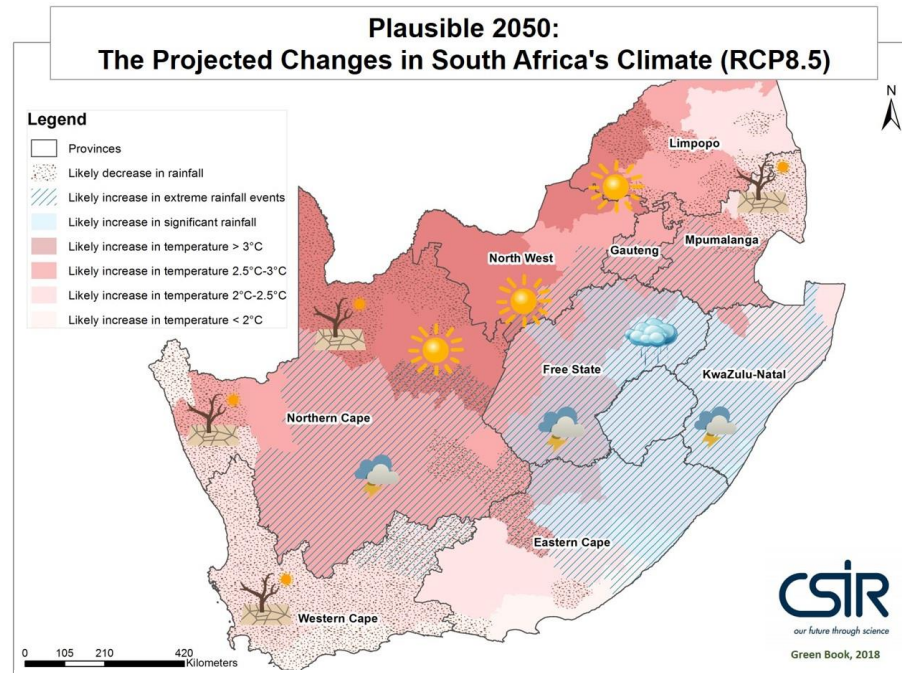 Plausible 2050:
The Projected Changes in South Africa's Climate (RCP8.5)
N
Legend
Provinces
Likely decrease in rainfall
Likely increase in extreme rainfall events
Likely increase in significant rainfall
Likely increase in temperature > 3°C
Likely increase in temperature 2.5°C-3°C
Likely increase in temperature 2°C-2.5°C
Likely increase in temperature < 2°C
Limpopo
Mpumalanga
Gauteng
North West
Free State
KwaZulu-Natal
Northern Cape
Eastern Cape
Western Cape
CSIR
our future through science
Green Book, 2018
0 105 210 420
Kilometers